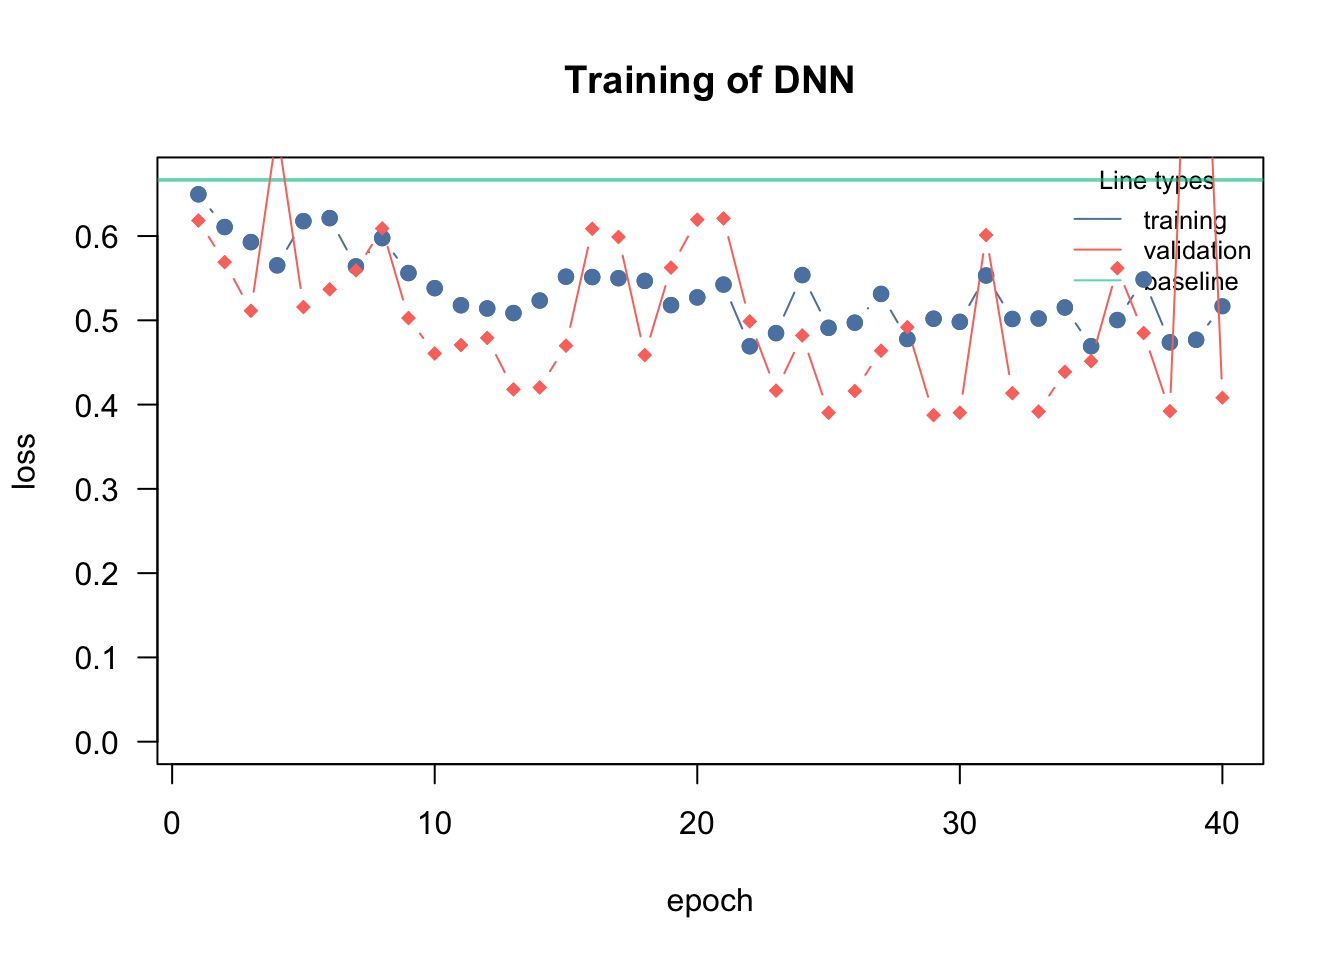 Training of DNN
Line types
training
validation
baseline
0.6
0.5
0.4
0.3
0.2
0.1
0.0
loss
0 10 20 30 40
epoch